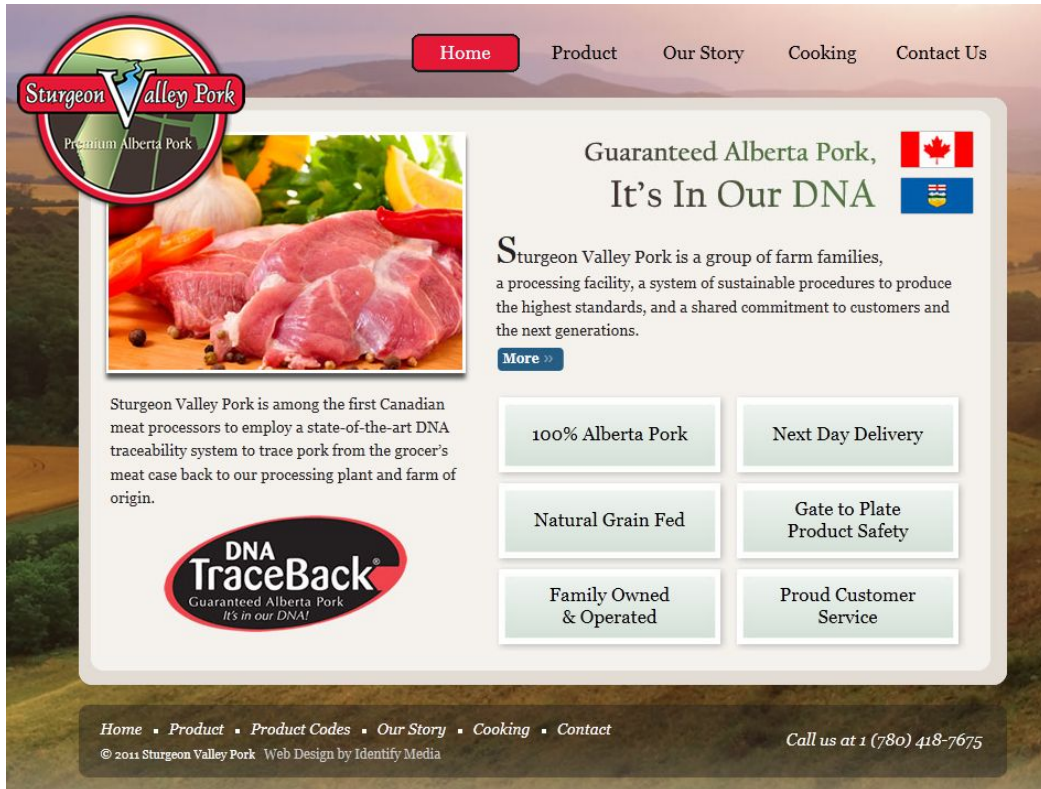 Home Product Our Story Cooking Contact Us
Sturgeon Valley Pork
Premium Alberta Pork
Guaranteed Alberta Pork,
It's In Our DNA
Sturgeon Valley Pork is a group of farm families,
a processing facility, a system of sustainable procedures to produce
the highest standards, and a shared commitment to customers and
the next generations.
More »
Sturgeon Valley Pork is among the first Canadian
meat processors to employ a state-of-the-art DNA
traceability system to trace pork from the grocer's
meat case back to our processing plant and farm of
origin.
DNA
TraceBack®
Guaranteed Alberta Pork
It's in our DNA!
100% Alberta Pork
Next Day Delivery
Natural Grain Fed
Gate to Plate
Product Safety
Family Owned
& Operated
Proud Customer
Service
Home ▪ Product ▪ Product Codes ▪ Our Story ▪ Cooking ▪ Contact
© 2011 Sturgeon Valley Pork Web Design by Identify Media
Call us at 1 (780) 418-7675